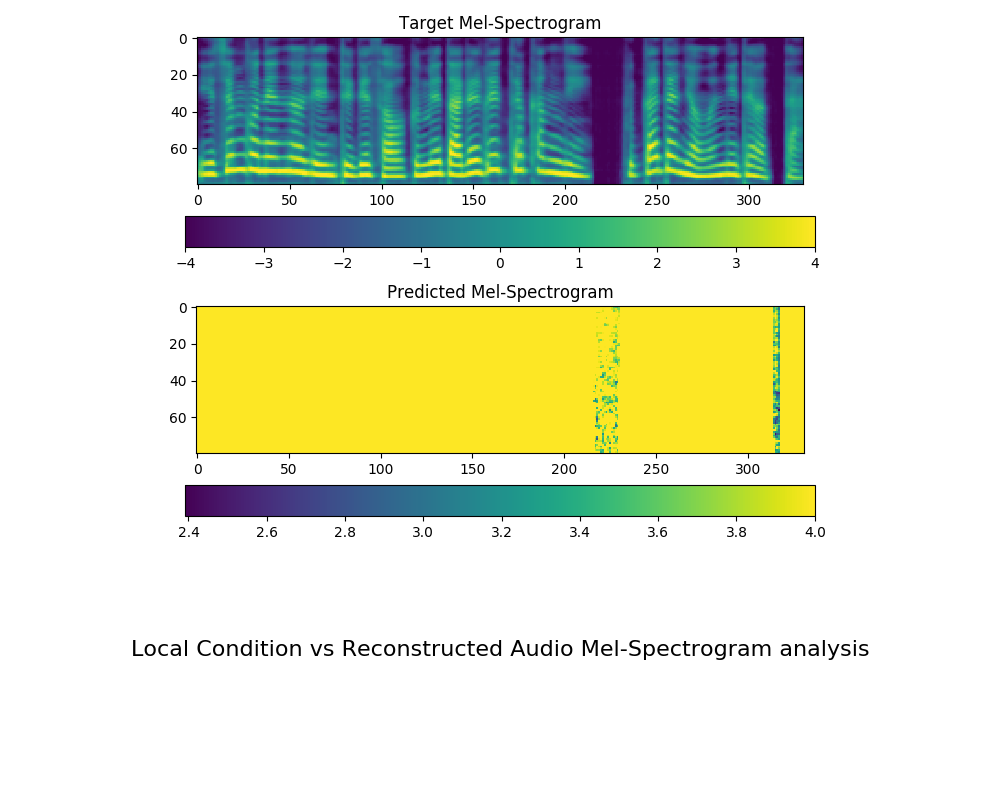 Target Mel-Spectrogram
0
20
40
60
0 50 100 150 200 250 300
−4 −3 −2 −1 0 1 2 3 4
Predicted Mel-Spectrogram
0
20
40
60
0 50 100 150 200 250 300
2.4 2.6 2.8 3.0 3.2 3.4 3.6 3.8 4.0
Local Condition vs Reconstructed Audio Mel-Spectrogram analysis